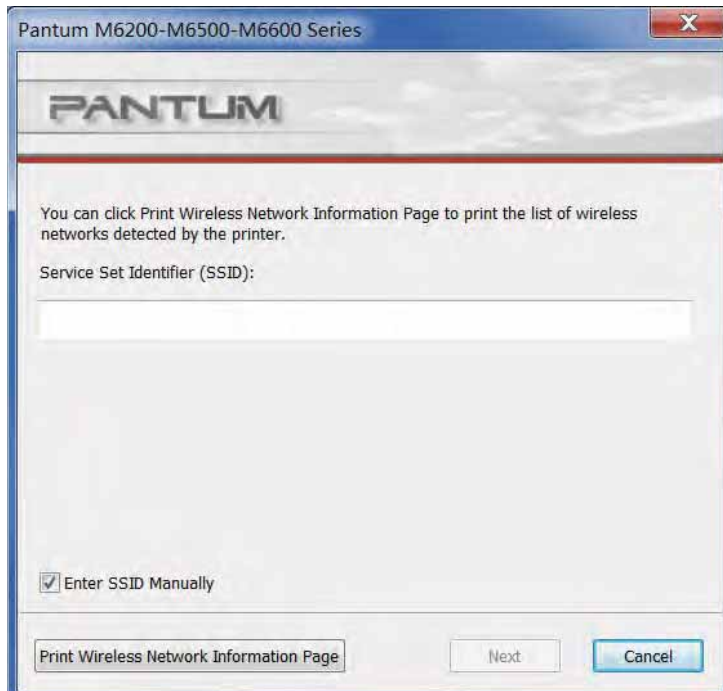 Pantum M6200-M6500-M6600 Series
X
PANTUM
You can click Print Wireless Network Information Page to print the list of wireless
networks detected by the printer.
Service Set Identifier (SSID):
Enter SSID Manually
Print Wireless Network Information Page
Next
Cancel